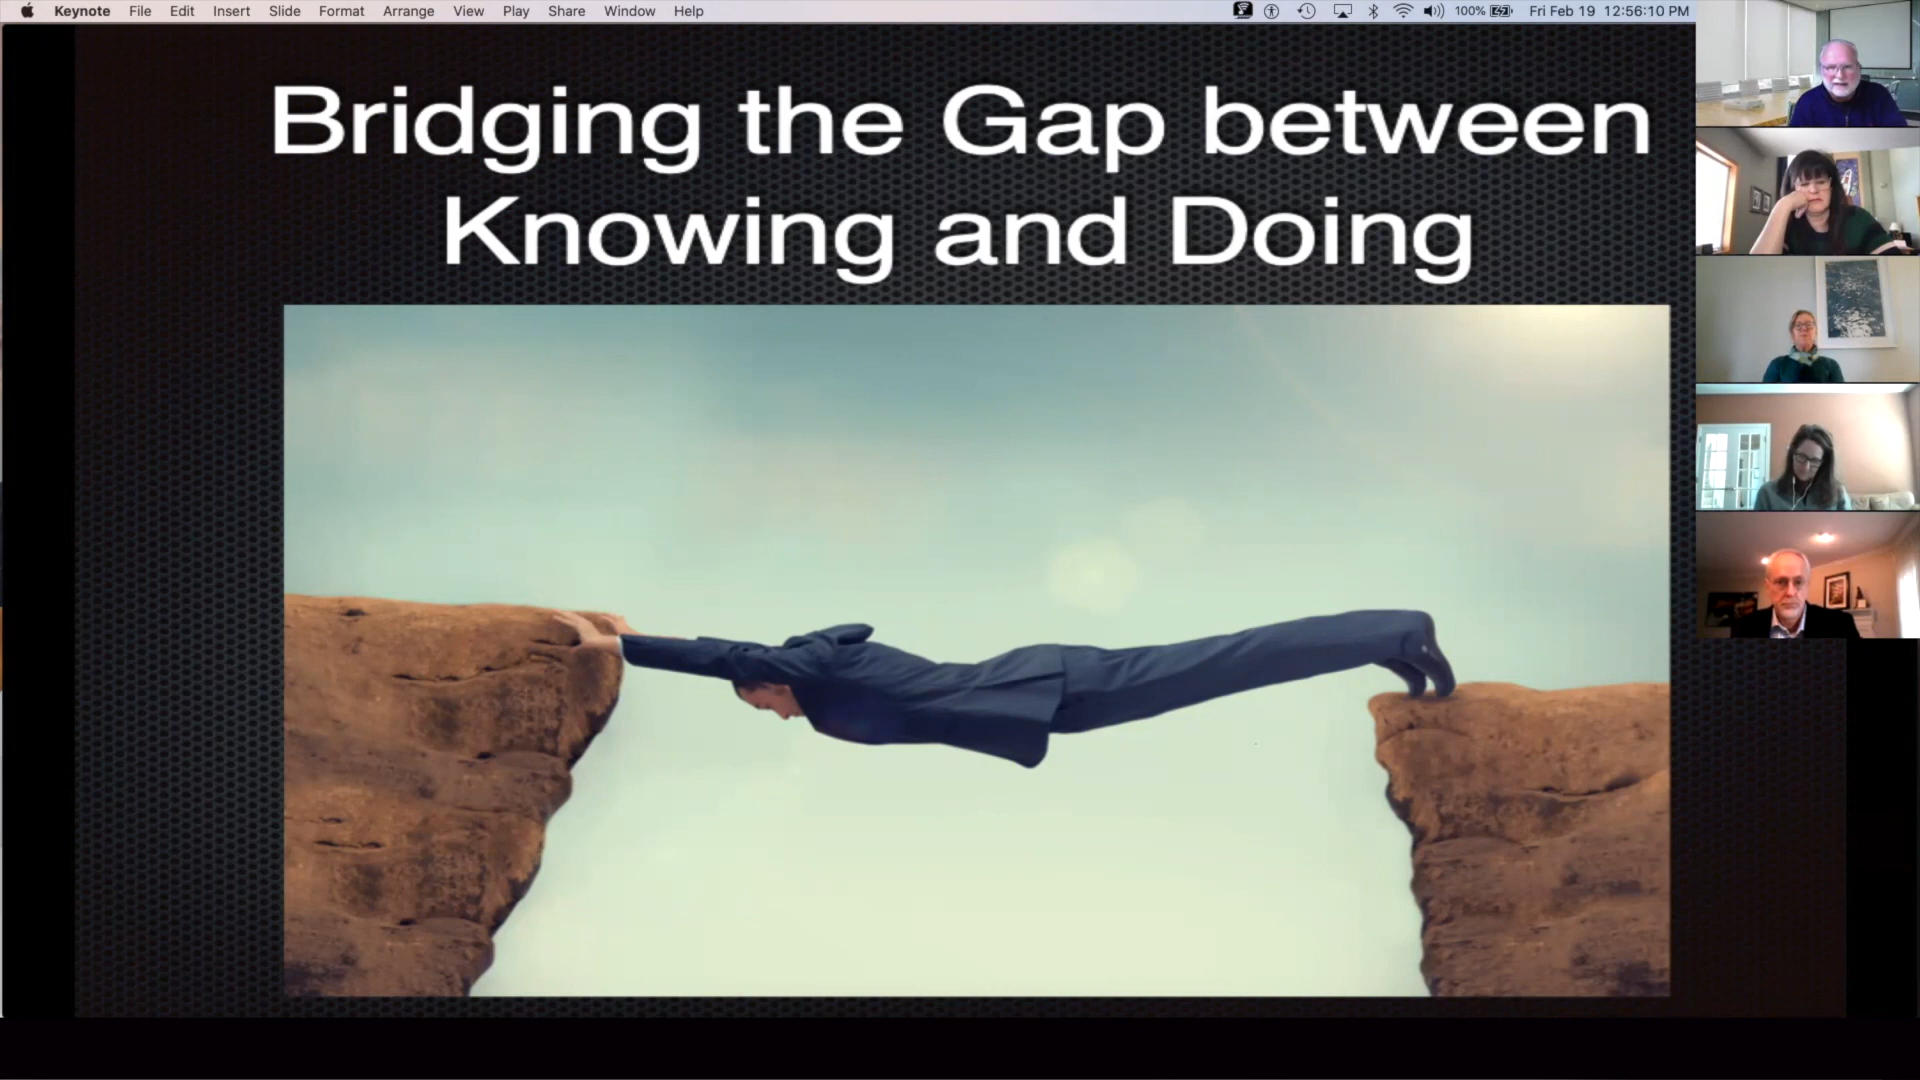 Keynote File Edit Insert Slide Format Arrange View Play Share Window Help 100% Fri Feb 19 12:56:10 PM
Bridging the Gap between
Knowing and Doing